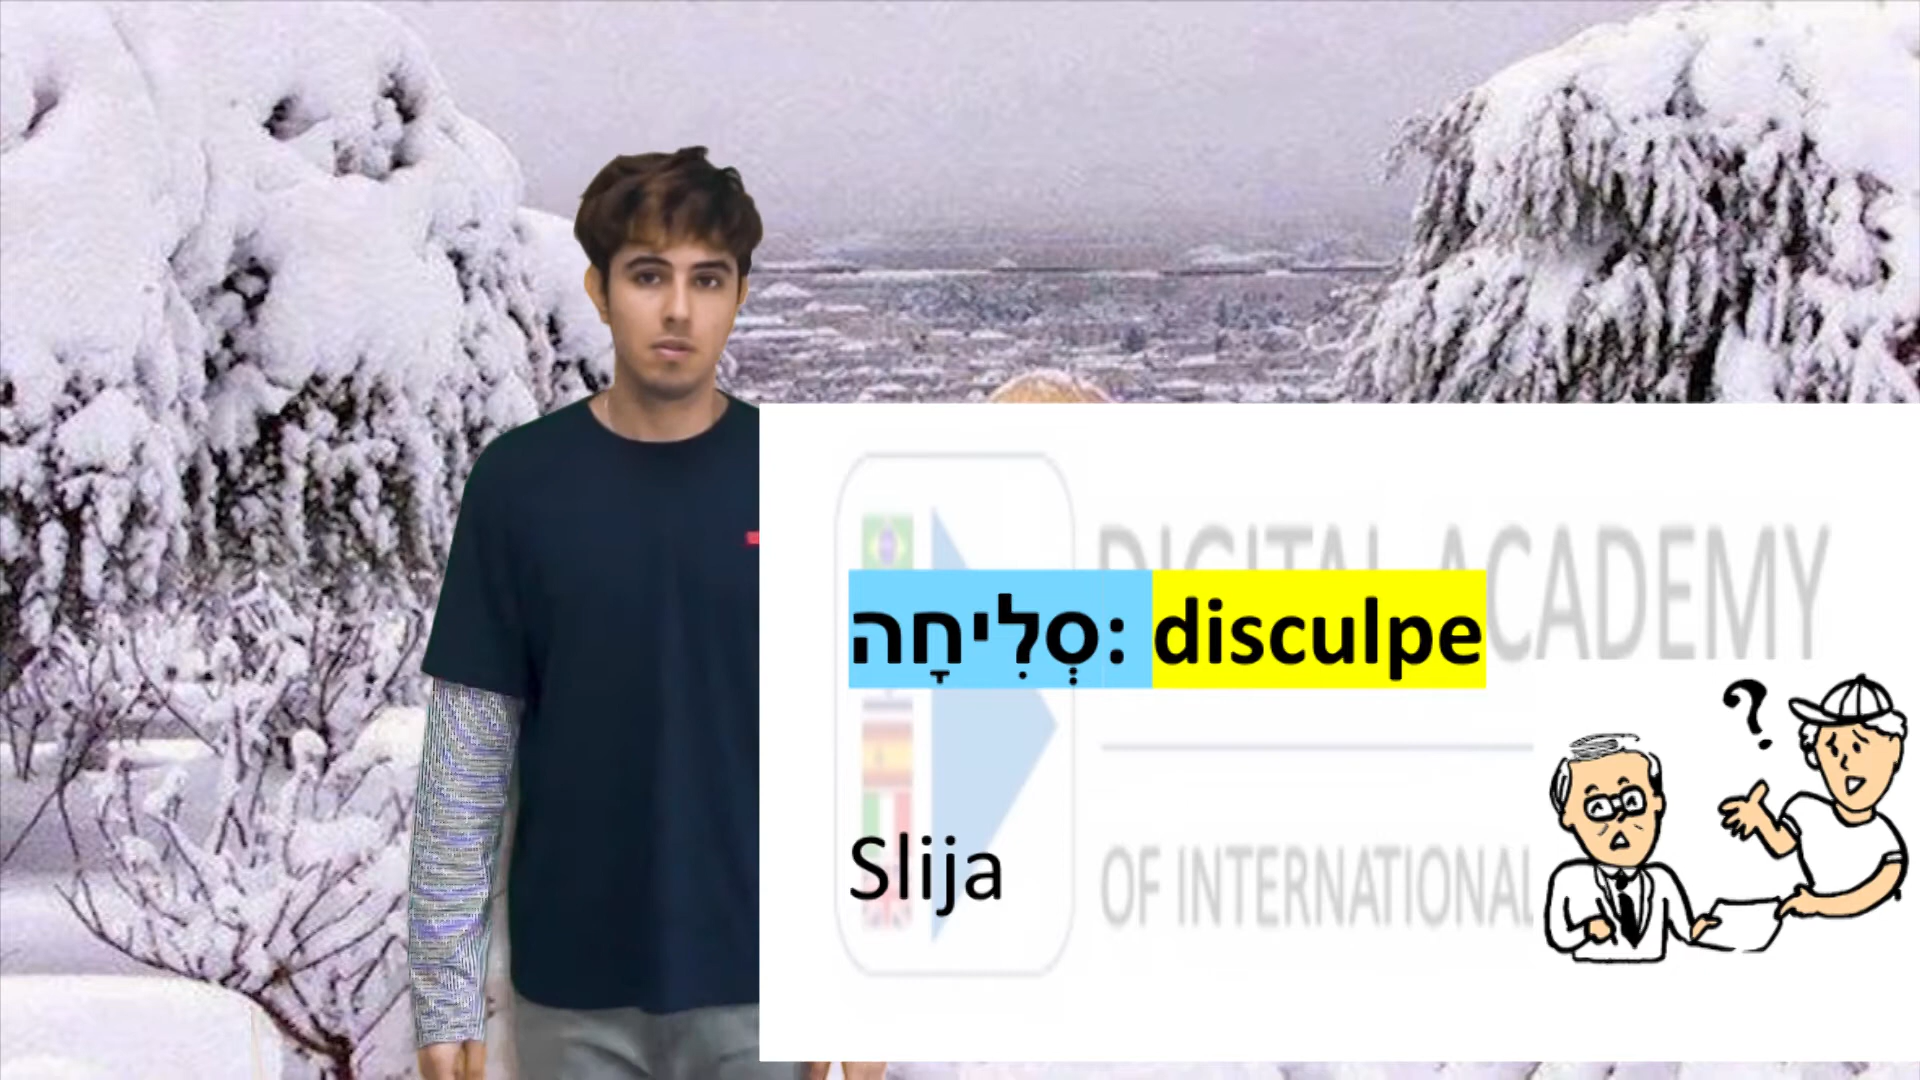 DIGITAL ACADEMY
סְלִיחָה: disculpe
?
Slija
OF INTERNATIONAL